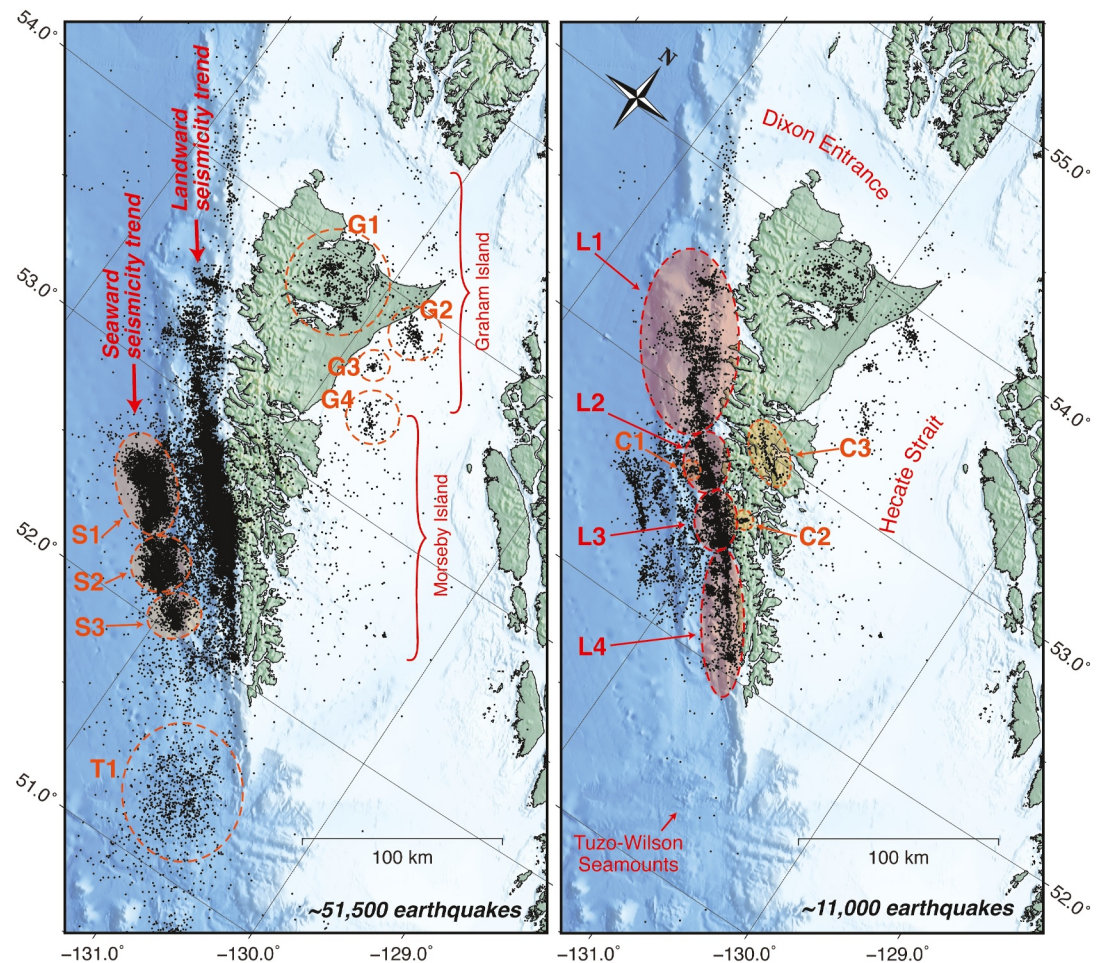 54.0°
53.0°
52.0°
51.0°
Landward
seismicity trend
Seaward
seismicity trend
G1
G2
G3
G4
Graham Island
Morseby Island
S1
S2
S3
T1
100 km
~51,500 earthquakes
−131.0°
−130.0°
−129.0°
N
Dixon Entrance
L1
L2
C1
C3
Hecate Strait
L3
C2
L4
Tuzo-Wilson
Seamounts
100 km
~11,000 earthquakes
55.0°
54.0°
53.0°
52.0°
−131.0°
−130.0°
−129.0°